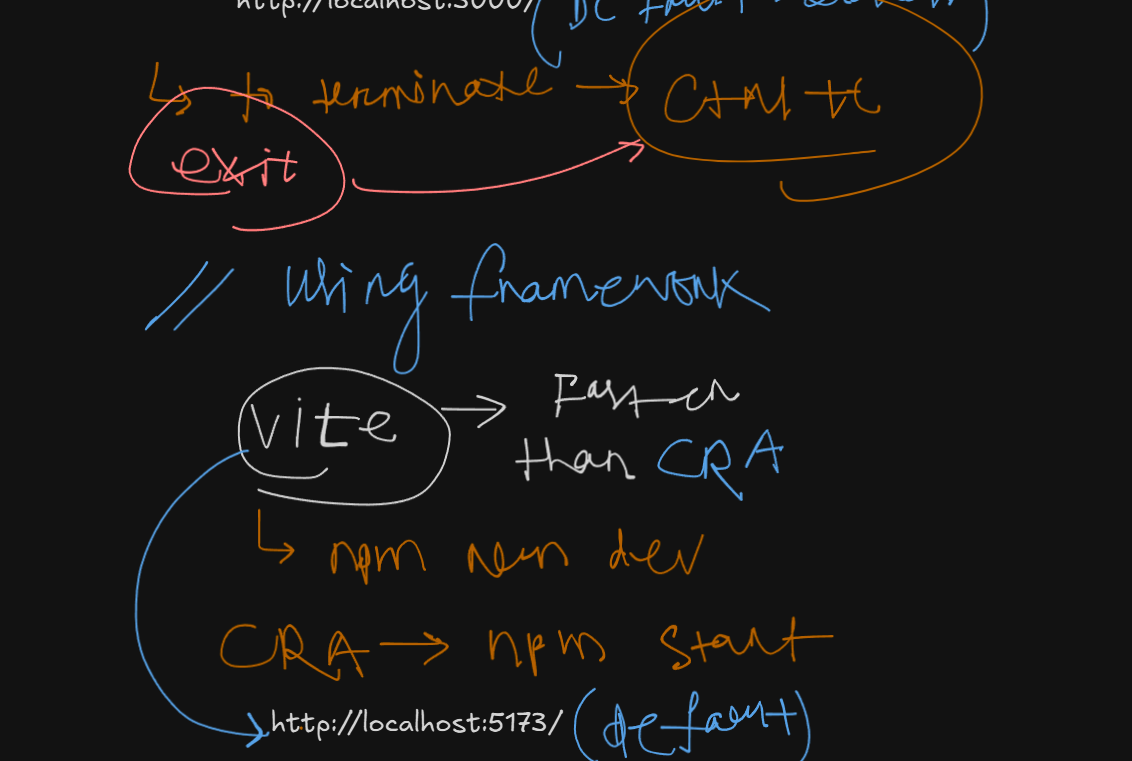 http://localhost:3000/ (Default
↳ to terminate → Ctrl + C
exit
// Using framework
vite → Faster
than CRA
↳ npm run dev
CRA → npm start
http://localhost:5173/ (default)